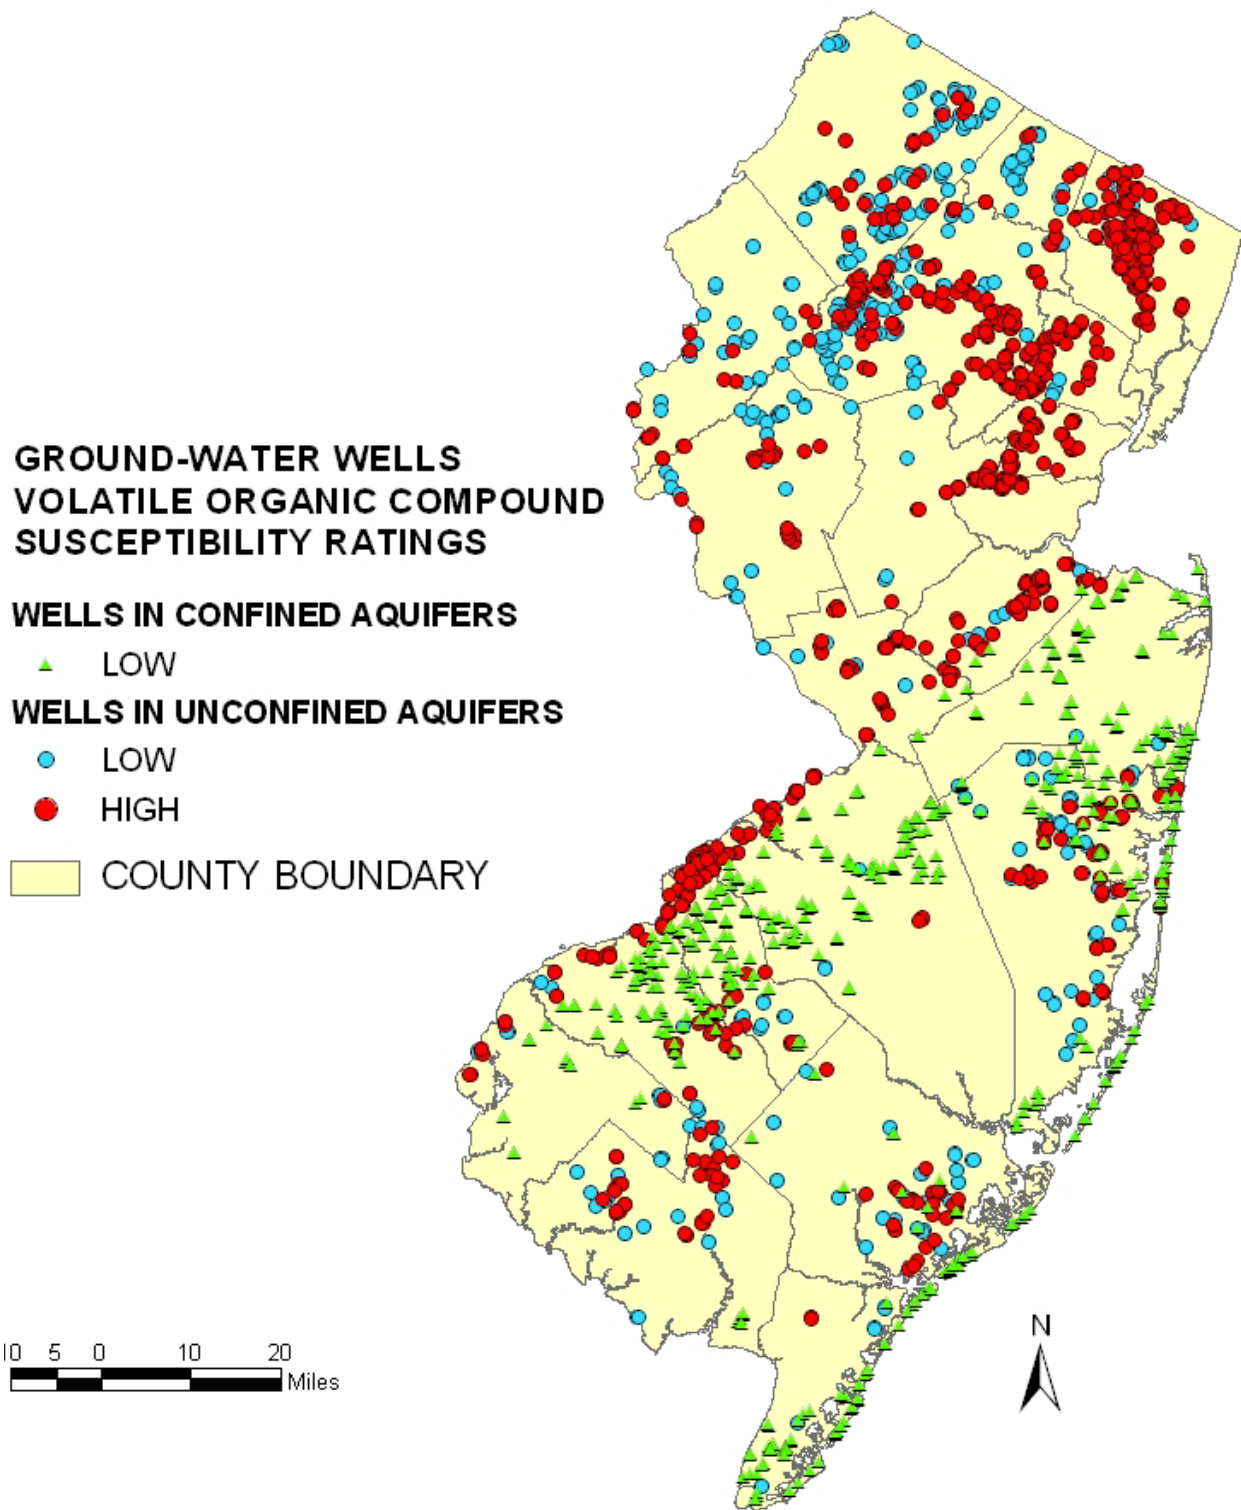 GROUND-WATER WELLS
VOLATILE ORGANIC COMPOUND
SUSCEPTIBILITY RATINGS
WELLS IN CONFINED AQUIFERS
LOW
WELLS IN UNCONFINED AQUIFERS
LOW
HIGH
COUNTY BOUNDARY
10 5 0 10 20
Miles
N